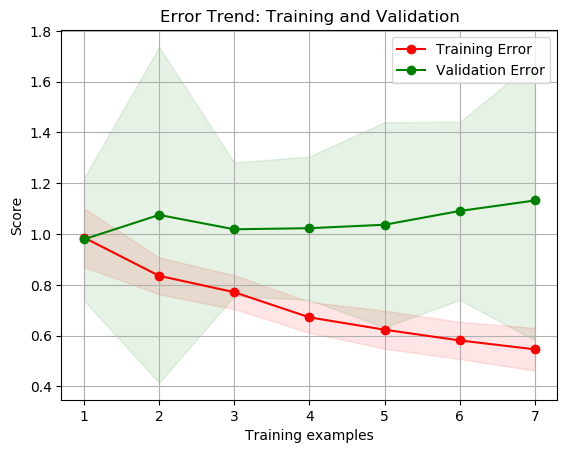 Error Trend: Training and Validation
1.8
1.6
1.4
1.2
1.0
0.8
0.6
0.4
Score
Training Error
Validation Error
1 2 3 4 5 6 7
Training examples